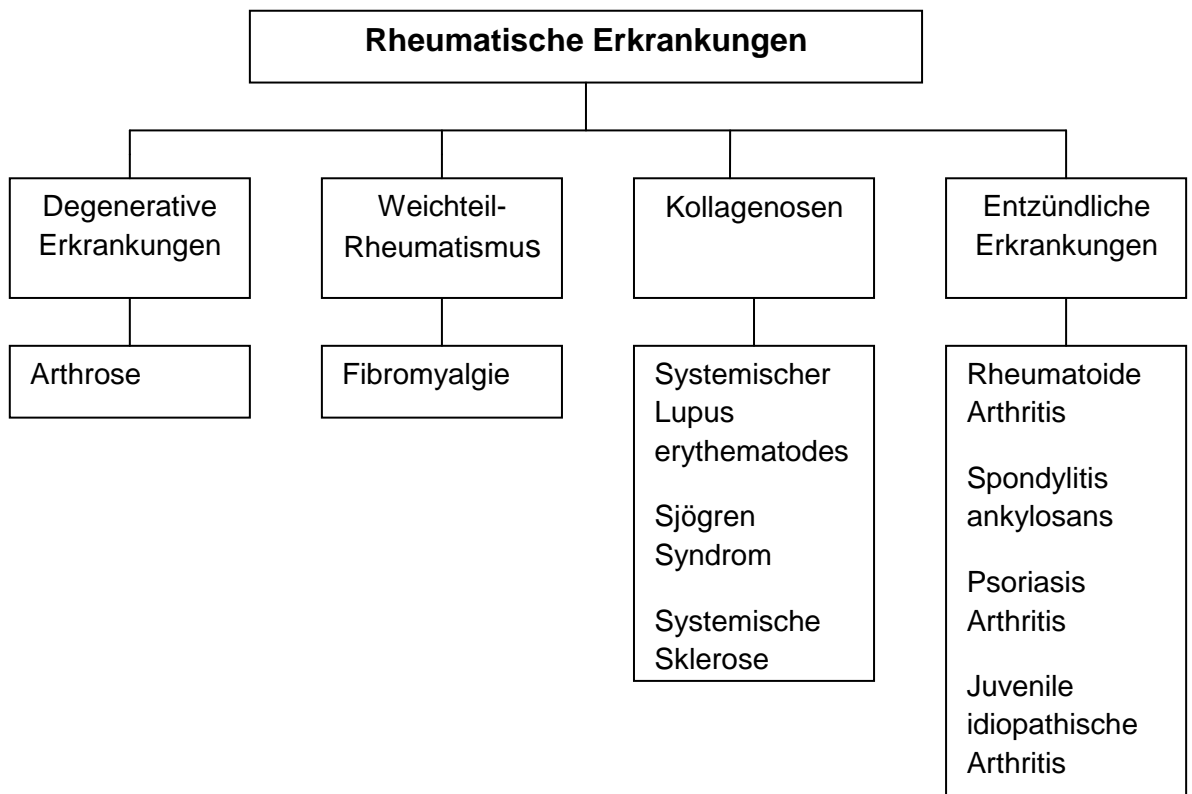 Rheumatische Erkrankungen
Degenerative
Erkrankungen
Weichteil-
Rheumatismus
Kollagenosen
Entzündliche
Erkrankungen
Arthrose
Fibromyalgie
Systemischer
Lupus
erythematodes
Sjögren
Syndrom
Systemische
Sklerose
Rheumatoide
Arthritis
Spondylitis
ankylosans
Psoriasis
Arthritis
Juvenile
idiopathische
Arthritis